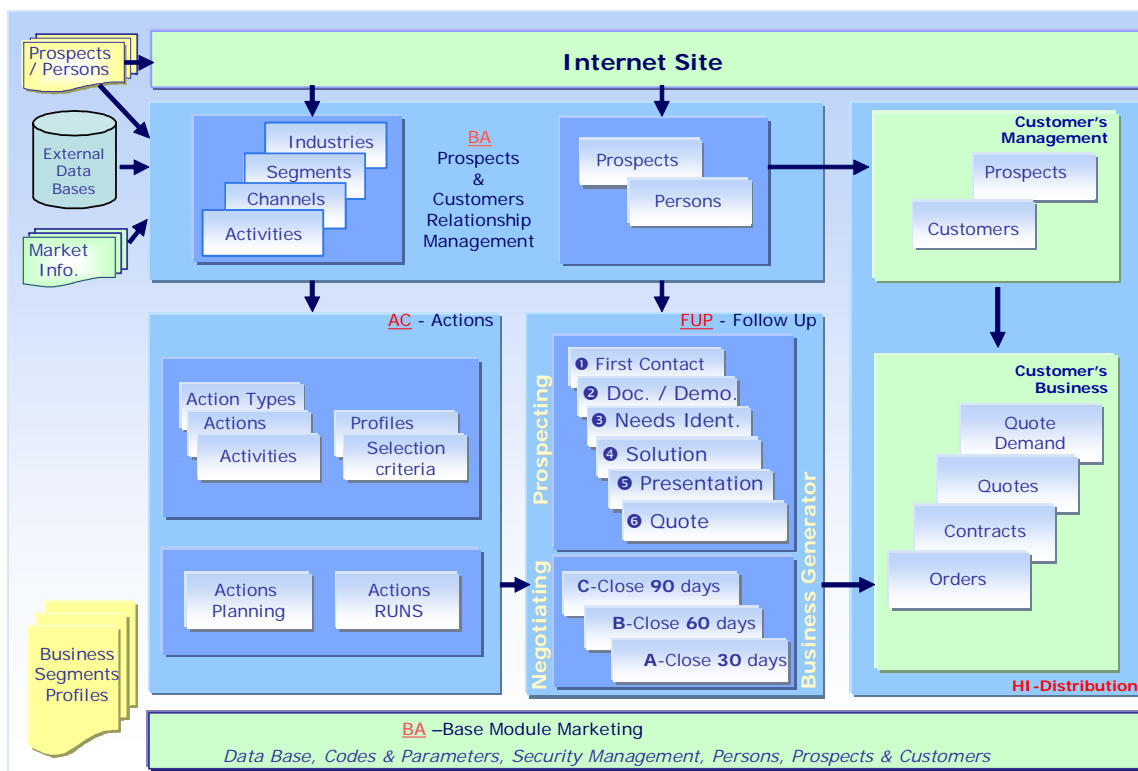 Prospects
/ Persons
Internet Site
External
Data
Bases
Market
Info.
Industries
Segments
Channels
Activities
BA
Prospects
&
Customers
Relationship
Management
Prospects
Persons
Customer's
Management
Prospects
Customers
AC - Actions
Action Types
Actions
Activities
Profiles
Selection
criteria
Actions
Planning
Actions
RUNS
FUP - Follow Up
Prospecting
❶ First Contact
❷ Doc. / Demo.
❸ Needs Ident.
❹ Solution
❺ Presentation
❻ Quote
Negotiating
C-Close 90 days
B-Close 60 days
A-Close 30 days
Business Generator
Customer's
Business
Quote
Demand
Quotes
Contracts
Orders
HI-Distribution
Business
Segments
Profiles
BA –Base Module Marketing
Data Base, Codes & Parameters, Security Management, Persons, Prospects & Customers